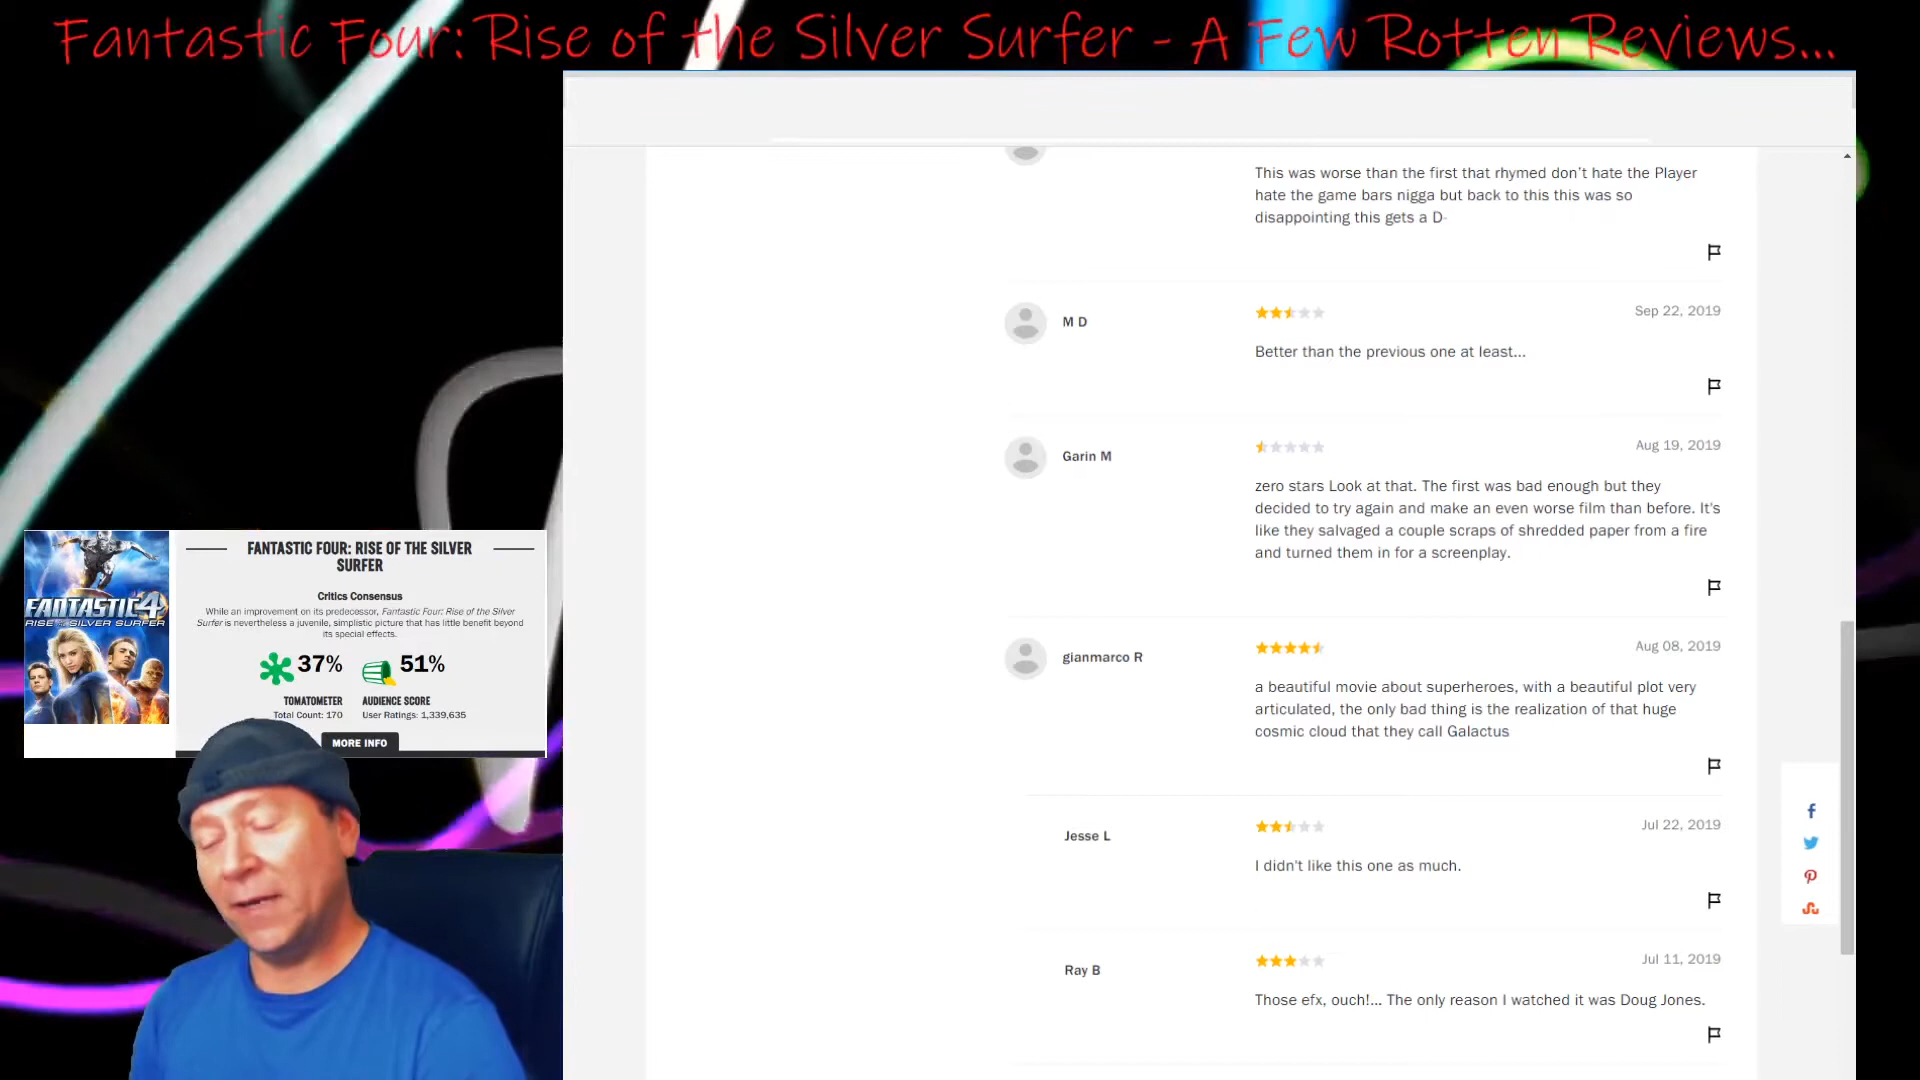 Fantastic Four: Rise of the Silver Surfer - A Few Rotten Reviews...
This was worse than the first that rhymed don't hate the Player
hate the game bars nigga but back to this this was so
disappointing this gets a D-
M D
Sep 22, 2019
Better than the previous one at least...
Garin M
Aug 19, 2019
zero stars Look at that. The first was bad enough but they
decided to try again and make an even worse film than before. It's
like they salvaged a couple scraps of shredded paper from a fire
and turned them in for a screenplay.
gianmarco R
Aug 08, 2019
a beautiful movie about superheroes, with a beautiful plot very
articulated, the only bad thing is the realization of that huge
cosmic cloud that they call Galactus
Jesse L
Jul 22, 2019
I didn't like this one as much.
Ray B
Jul 11, 2019
Those efx, ouch!... The only reason I watched it was Doug Jones.
FANTASTIC 4
RISE OF THE SILVER SURFER
FANTASTIC FOUR: RISE OF THE SILVER
SURFER
Critics Consensus
While an improvement on its predecessor, Fantastic Four: Rise of the Silver
Surfer is nevertheless a juvenile, simplistic picture that has little benefit beyond
its special effects.
37%
51%
TOMATOMETER
AUDIENCE SCORE
Total Count: 170
User Ratings: 1,339,635
MORE INFO